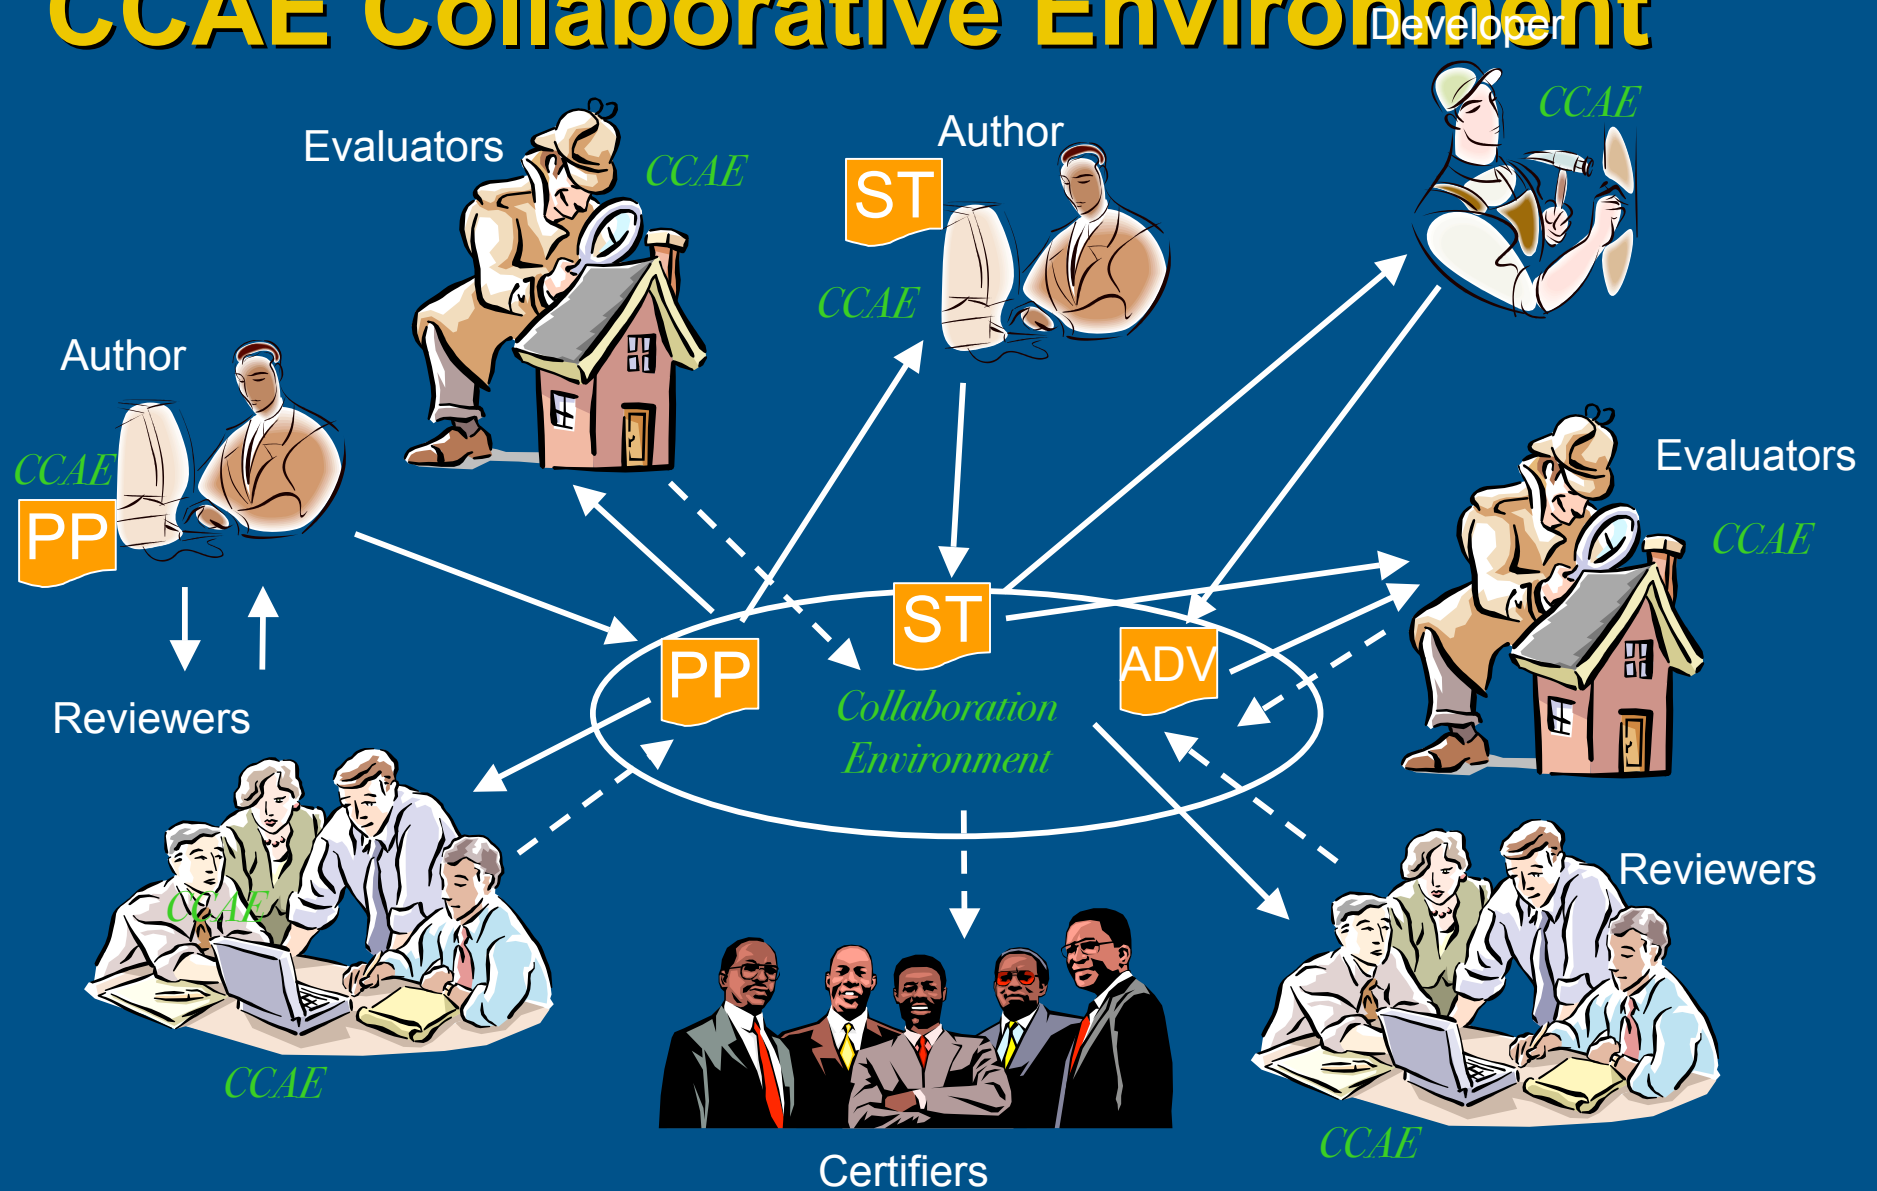 CCAE Collaborative Environment
Developer
CCAE
Evaluators
CCAE
Author
ST
CCAE
Author
CCAE
PP
Evaluators
CCAE
ST
PP
ADV
Collaboration
Environment
Reviewers
CCAE
CCAE
Reviewers
CCAE
Certifiers